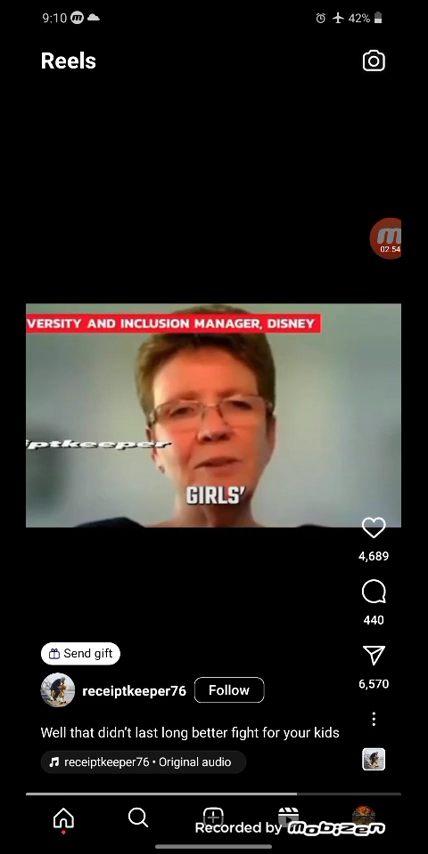 9:10
42%
Reels
02:54
VERSITY AND INCLUSION MANAGER, DISNEY
ptkeeper
GIRLS'
4,689
440
Send gift
6,570
receiptkeeper76
Follow
Well that didn't last long better fight for your kids
receiptkeeper76 • Original audio
Recorded by mobizen